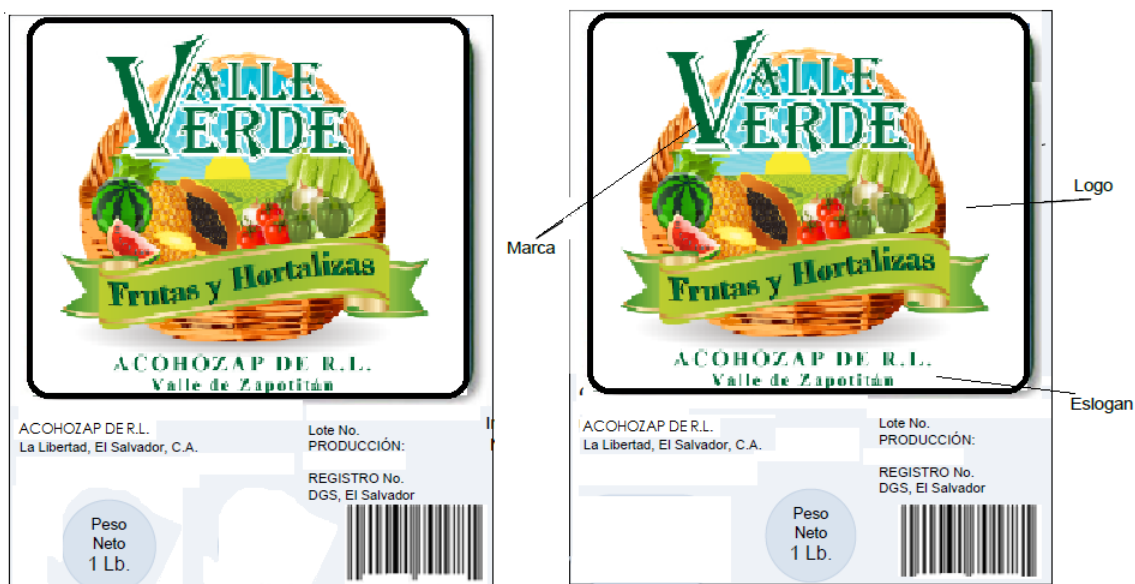 VALLE
VERDE
Frutas y Hortalizas
ACOHOZAP DE R.L.
Valle de Zapotitán
ACOHOZAP DE R.L.
La Libertad, El Salvador, C.A.
Lote No.
PRODUCCIÓN:
REGISTRO No.
DGS, El Salvador
Peso
Neto
1 Lb.
Marca
VALLE
VERDE
Frutas y Hortalizas
ACOHOZAP DE R.L.
Valle de Zapotitán
Logo
Eslogan
ACOHOZAP DE R.L.
La Libertad, El Salvador, C.A.
Lote No.
PRODUCCIÓN:
REGISTRO No.
DGS, El Salvador
Peso
Neto
1 Lb.